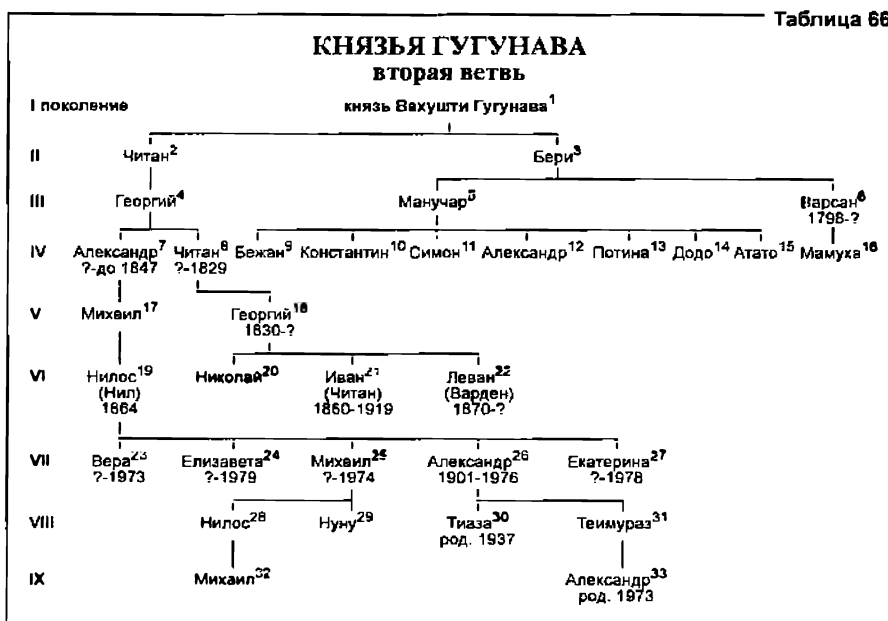 Таблица 66
КНЯЗЬЯ ГУГУНАВА
вторая ветвь
I поколение князь Вахушти Гугунава¹
II Читан² Бери³
III Георгий⁴ Манучар⁵ Варсан⁶
1798-?
IV Александр⁷ Читан⁸ Бежан⁹ Константин¹⁰ Симон¹¹ Александр¹² Потина¹³ Додо¹⁴ Атато¹⁵ Мамуха¹⁶
?-до 1847 ?-1829
V Михаил¹⁷ Георгий¹⁸
1830-?
VI Нилос¹⁹ Николай²⁰ Иван²¹ Леван²²
(Нил) (Читан) (Варден)
1864 1860-1919 1870-?
VII Вера²³ Елизавета²⁴ Михаил²⁵ Александр²⁶ Екатерина²⁷
?-1973 ?-1979 ?-1974 1901-1976 ?-1978
VIII Нилос²⁸ Нуну²⁹ Тиаза³⁰ Теимураз³¹
род. 1937
IX Михаил³² Александр³³
род. 1973